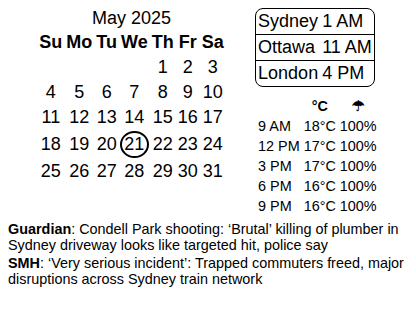 May 2025
Su Mo Tu We Th Fr Sa
1 2 3
4 5 6 7 8 9 10
11 12 13 14 15 16 17
18 19 20 21 22 23 24
25 26 27 28 29 30 31
Sydney 1 AM
Ottawa 11 AM
London 4 PM
°C ☂
9 AM 18°C 100%
12 PM 17°C 100%
3 PM 17°C 100%
6 PM 16°C 100%
9 PM 16°C 100%
Guardian: Condell Park shooting: ‘Brutal’ killing of plumber in
Sydney driveway looks like targeted hit, police say
SMH: ‘Very serious incident’: Trapped commuters freed, major
disruptions across Sydney train network